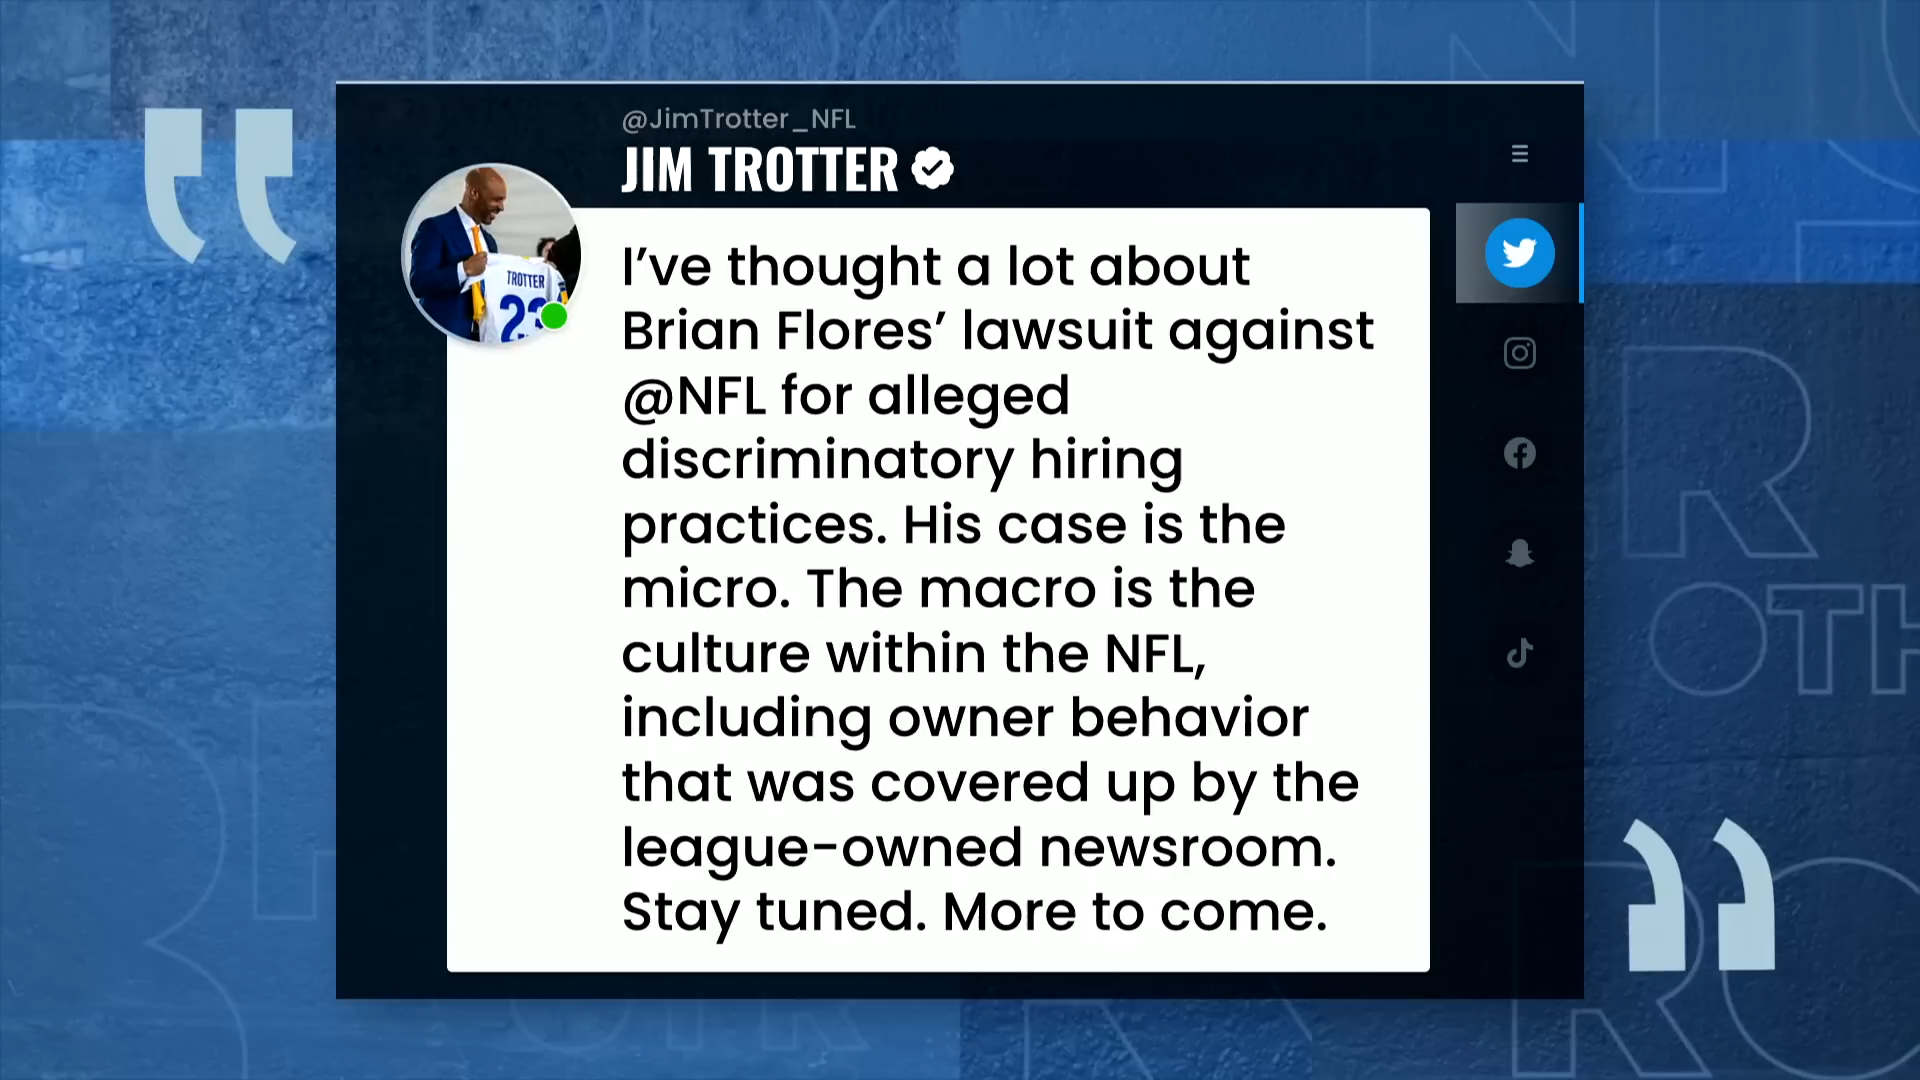 @JimTrotter_NFL
JIM TROTTER
TROTTER
23
I’ve thought a lot about
Brian Flores’ lawsuit against
@NFL for alleged
discriminatory hiring
practices. His case is the
micro. The macro is the
culture within the NFL,
including owner behavior
that was covered up by the
league-owned newsroom.
Stay tuned. More to come.